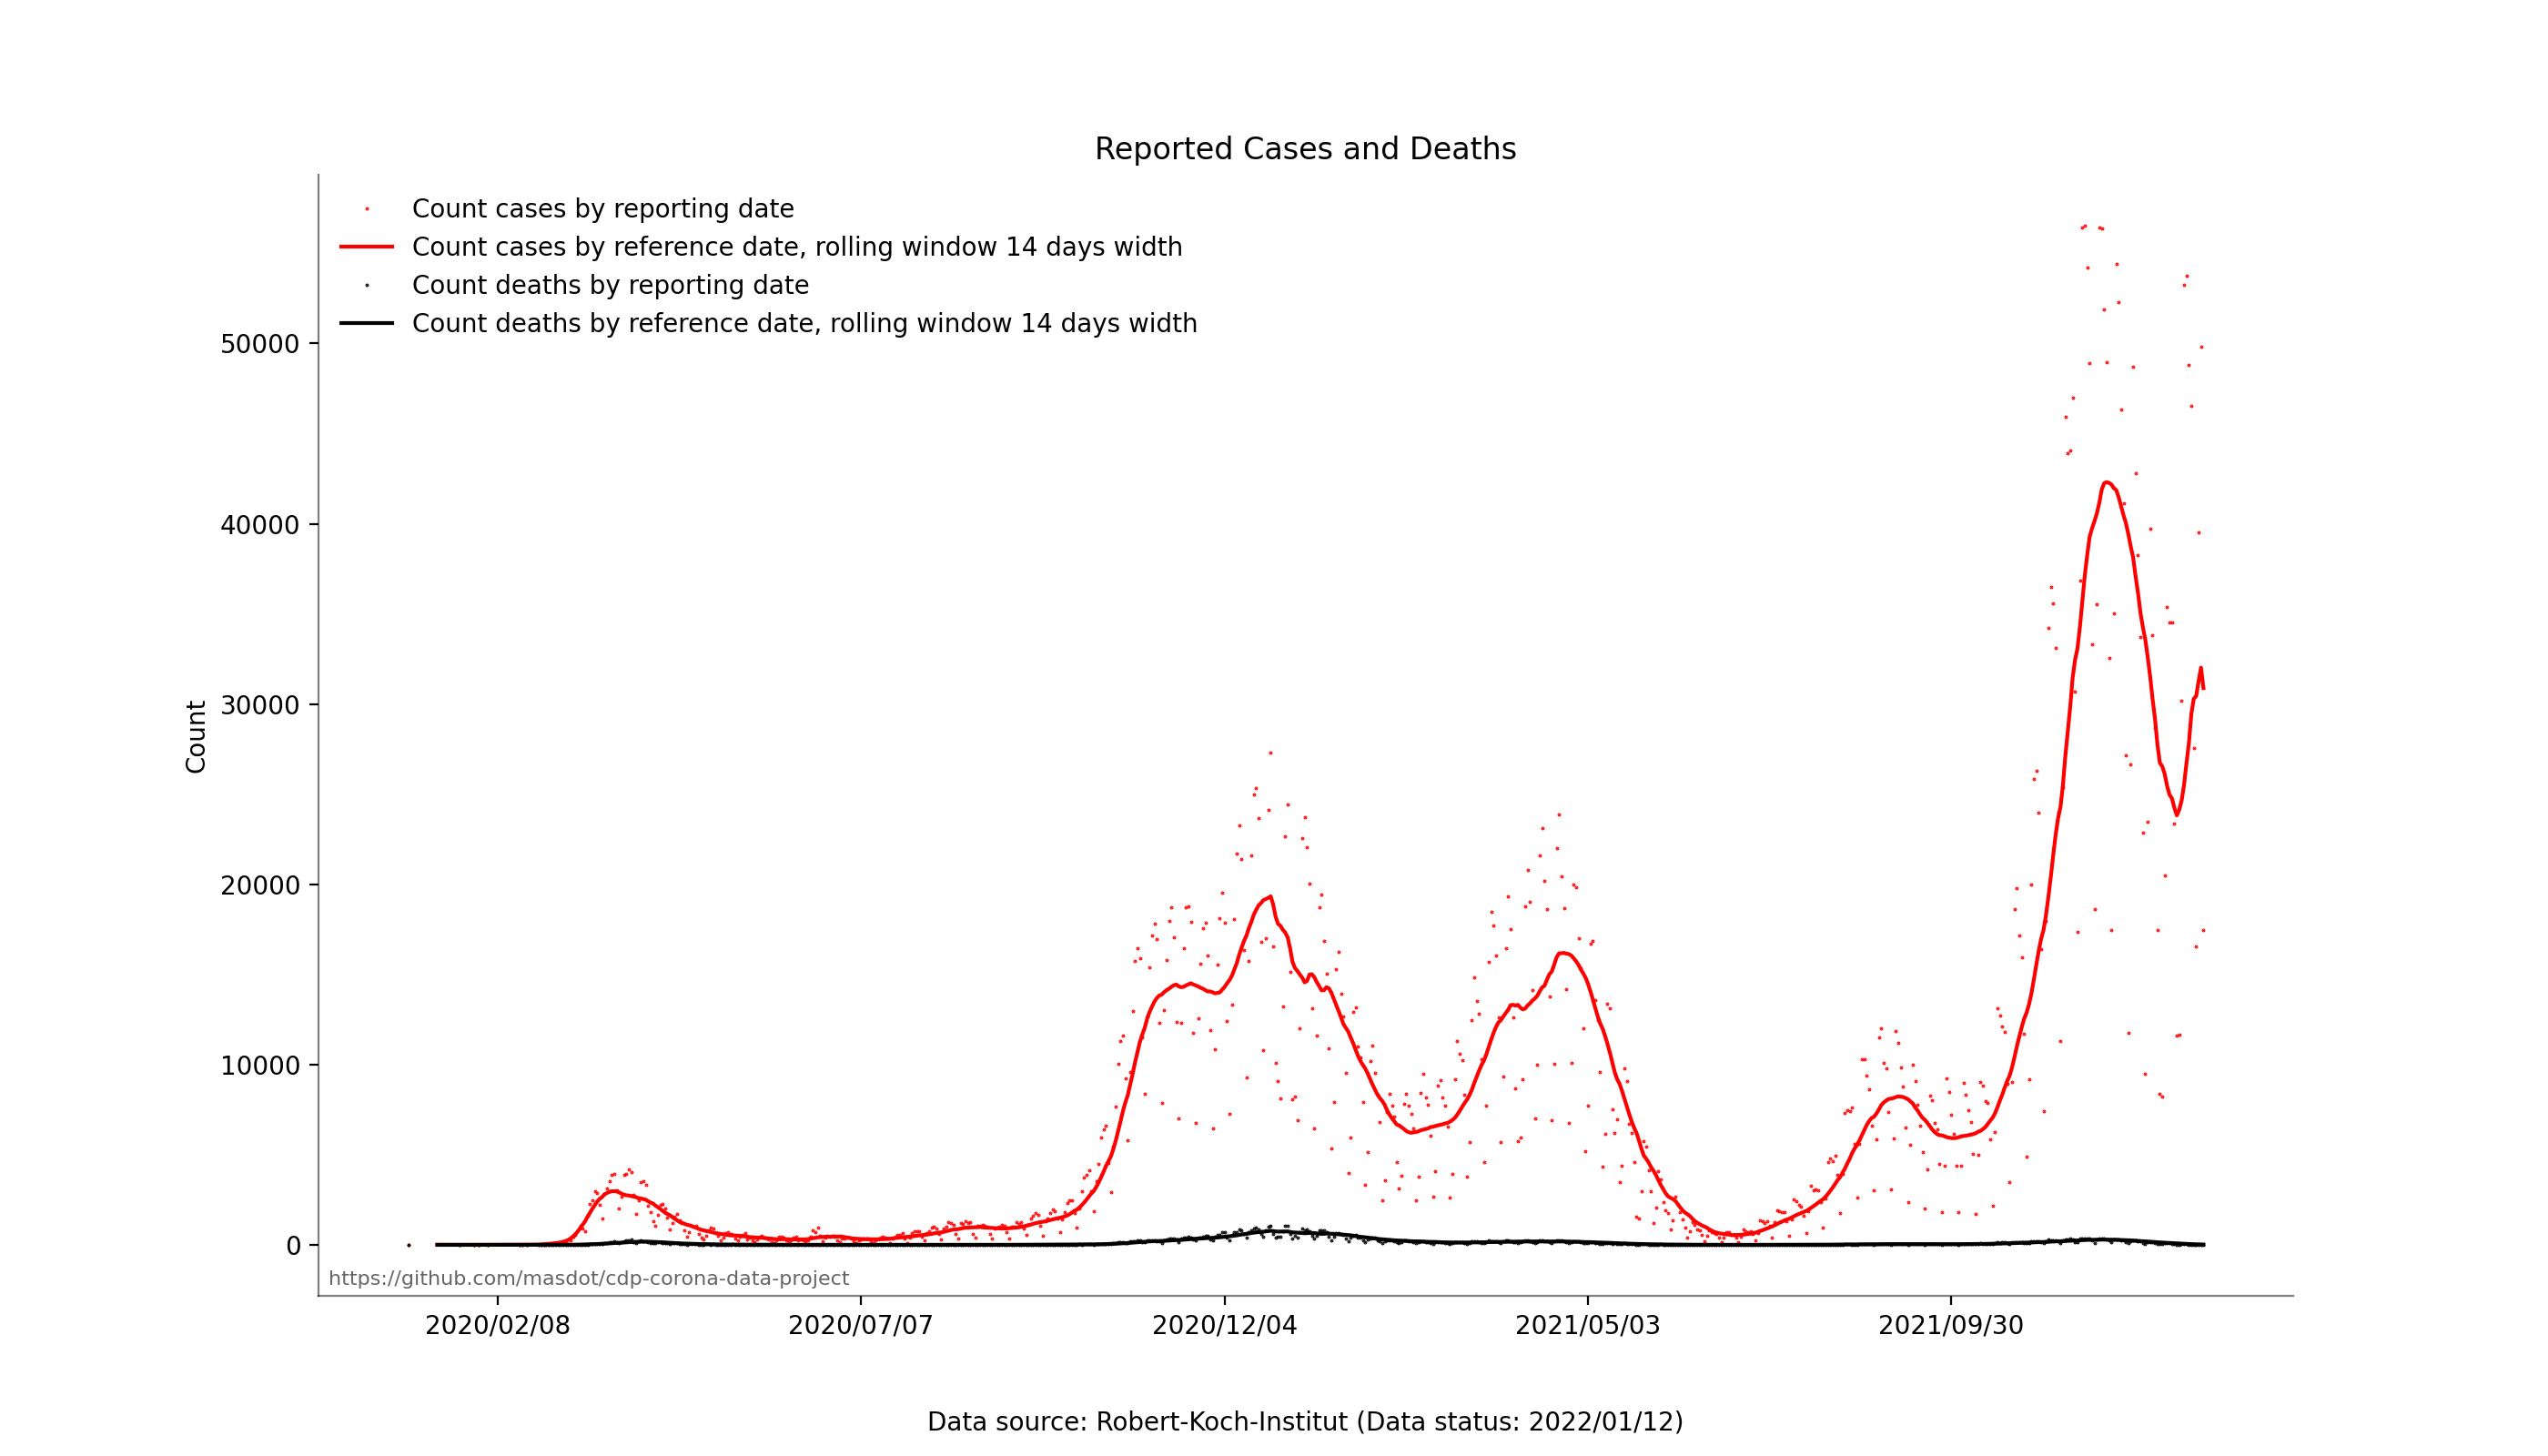 Reported Cases and Deaths
Count cases by reporting date
Count cases by reference date, rolling window 14 days width
Count deaths by reporting date
Count deaths by reference date, rolling window 14 days width
50000
40000
30000
20000
10000
0
Count
https://github.com/masdot/cdp-corona-data-project
2020/02/08 2020/07/07 2020/12/04 2021/05/03 2021/09/30
Data source: Robert-Koch-Institut (Data status: 2022/01/12)